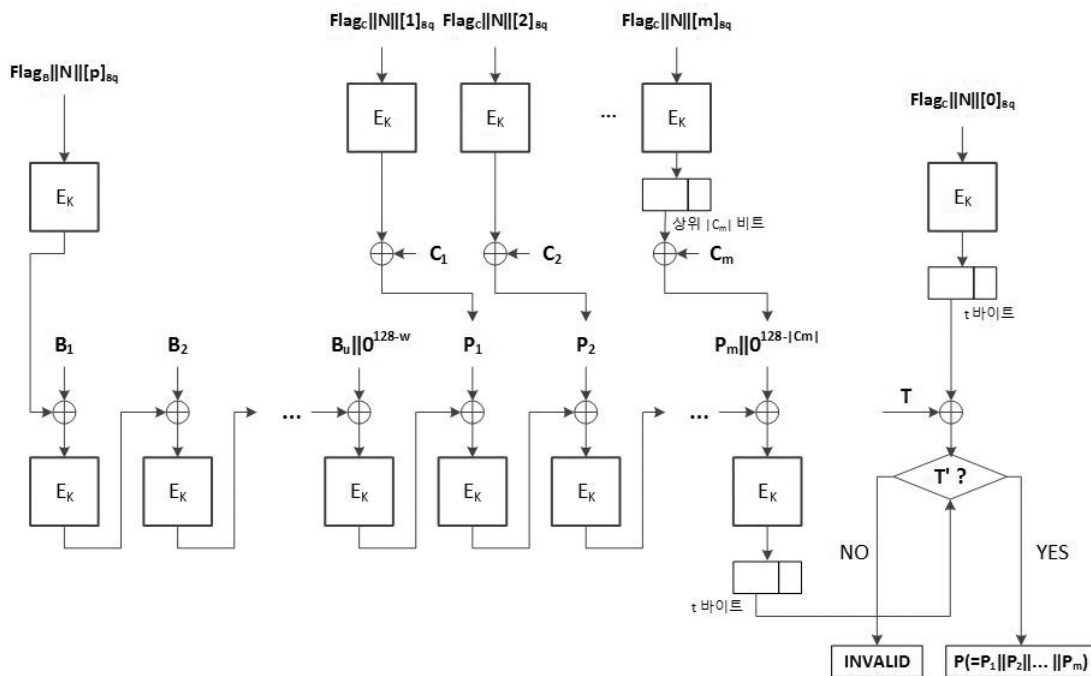 Flag_C||N||[1]_8q Flag_C||N||[2]_8q Flag_C||N||[m]_8q
Flag_B||N||[p]_8q
Flag_C||N||[0]_8q
E_K E_K ... E_K
E_K E_K
상위 |C_m| 비트
C_1 C_2 C_m
t 바이트
B_1 B_2 B_u||0^128-w P_1 P_2 P_m||0^128-|Cm|
... ... T
T' ?
E_K E_K E_K E_K E_K E_K
NO YES
t 바이트
INVALID P(=P_1||P_2||... ||P_m)